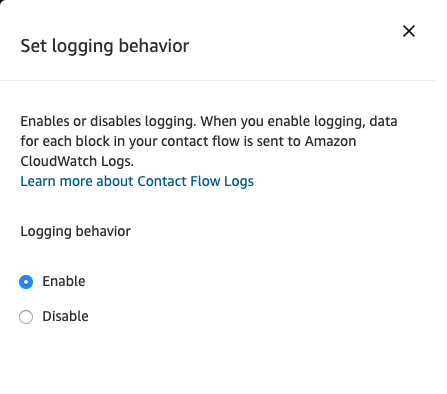 Set logging behavior
Enables or disables logging. When you enable logging, data
for each block in your contact flow is sent to Amazon
CloudWatch Logs.
Learn more about Contact Flow Logs
Logging behavior
Enable
Disable